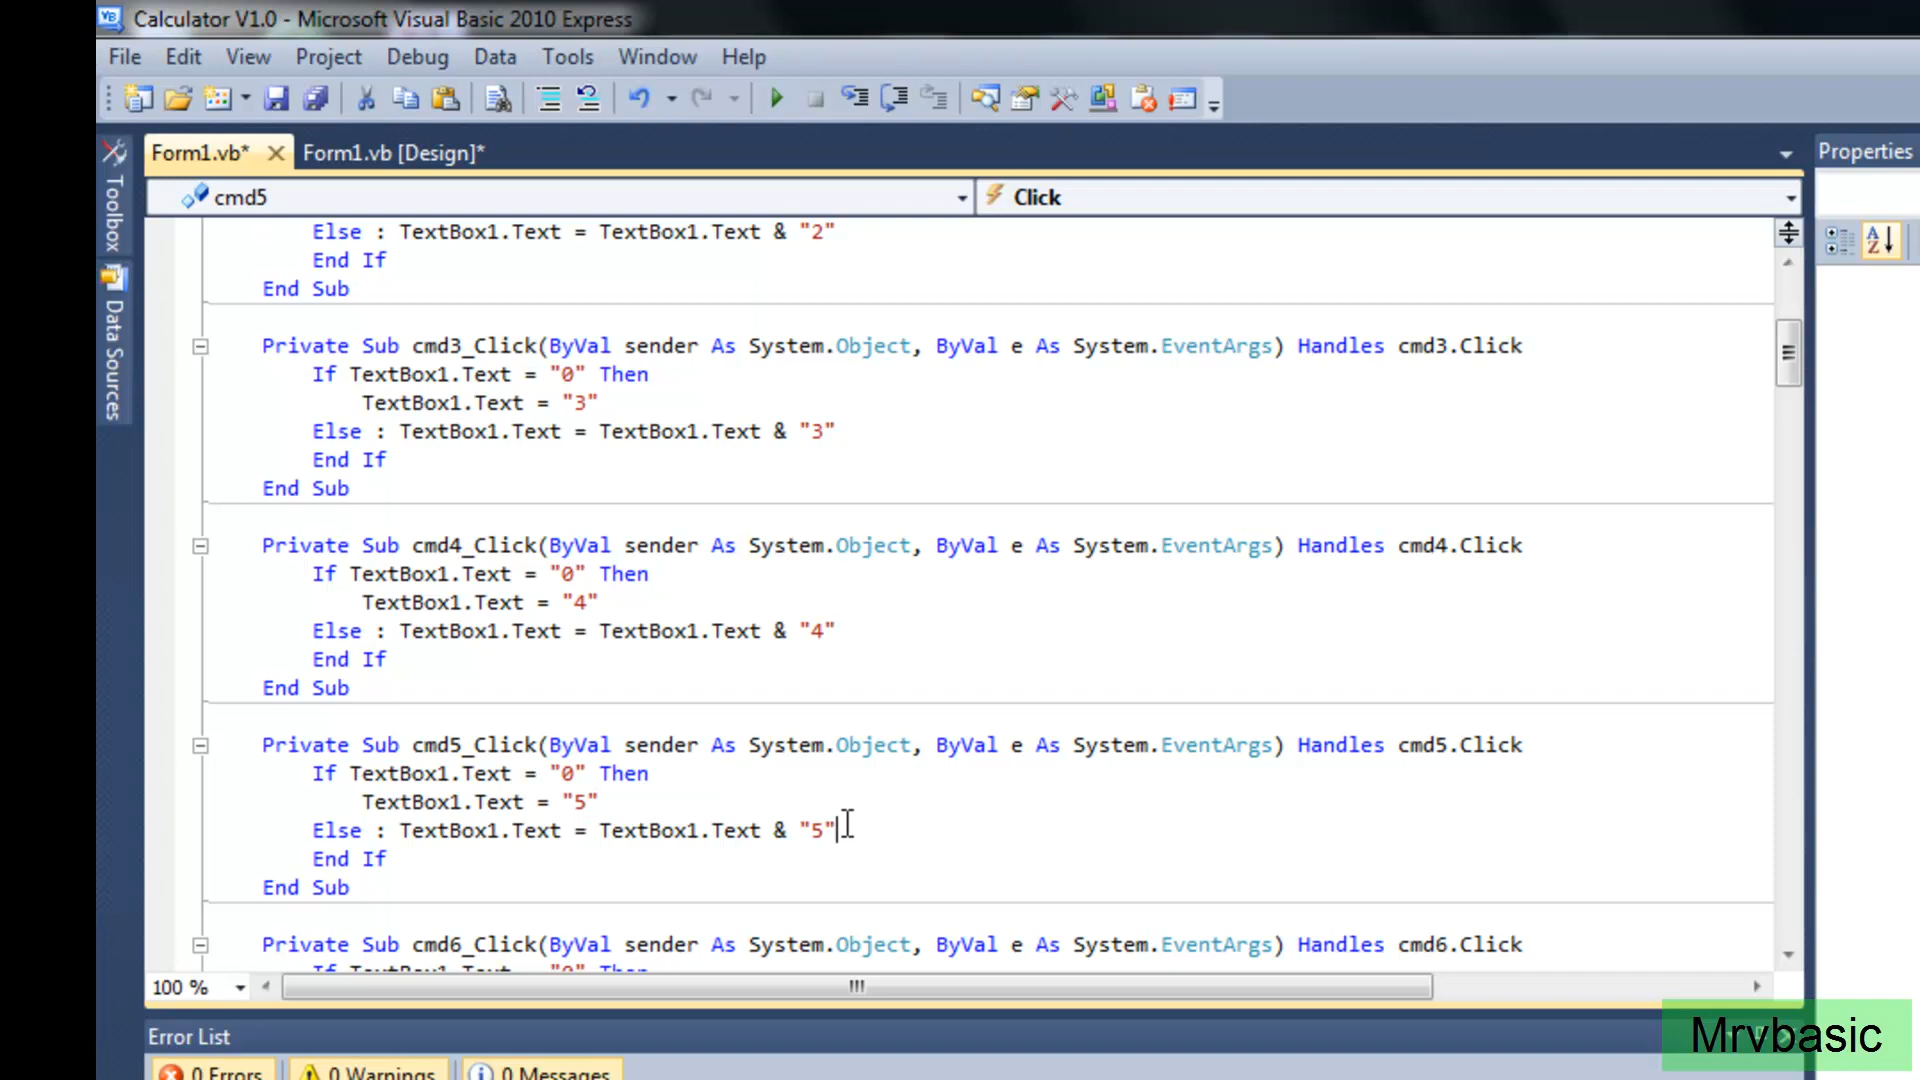 Calculator V1.0 - Microsoft Visual Basic 2010 Express
File Edit View Project Debug Data Tools Window Help
Form1.vb* Form1.vb [Design]* Properties
cmd5 Click
Toolbox
Data Sources
Else : TextBox1.Text = TextBox1.Text & "2"
End If
End Sub
Private Sub cmd3_Click(ByVal sender As System.Object, ByVal e As System.EventArgs) Handles cmd3.Click
If TextBox1.Text = "0" Then
TextBox1.Text = "3"
Else : TextBox1.Text = TextBox1.Text & "3"
End If
End Sub
Private Sub cmd4_Click(ByVal sender As System.Object, ByVal e As System.EventArgs) Handles cmd4.Click
If TextBox1.Text = "0" Then
TextBox1.Text = "4"
Else : TextBox1.Text = TextBox1.Text & "4"
End If
End Sub
Private Sub cmd5_Click(ByVal sender As System.Object, ByVal e As System.EventArgs) Handles cmd5.Click
If TextBox1.Text = "0" Then
TextBox1.Text = "5"
Else : TextBox1.Text = TextBox1.Text & "5"
End If
End Sub
Private Sub cmd6_Click(ByVal sender As System.Object, ByVal e As System.EventArgs) Handles cmd6.Click
If TextBox1.Text = "0" Then
100 %
Error List
Mrvbasic
0 Errors 0 Warnings 0 Messages